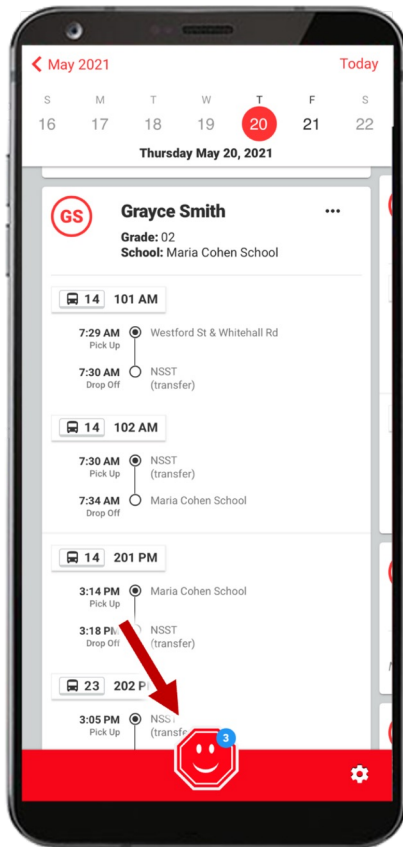 May 2021 Today
S M T W T F S
16 17 18 19 20 21 22
Thursday May 20, 2021
GS
Grayce Smith
Grade: 02
School: Maria Cohen School
14 101 AM
7:29 AM Westford St & Whitehall Rd
Pick Up
7:30 AM NSST
Drop Off (transfer)
14 102 AM
7:30 AM NSST
Pick Up (transfer)
7:34 AM Maria Cohen School
Drop Off
14 201 PM
3:14 PM Maria Cohen School
Pick Up
3:18 PM NSST
Drop Off (transfer)
23 202 P
3:05 PM NSST
Pick Up
3